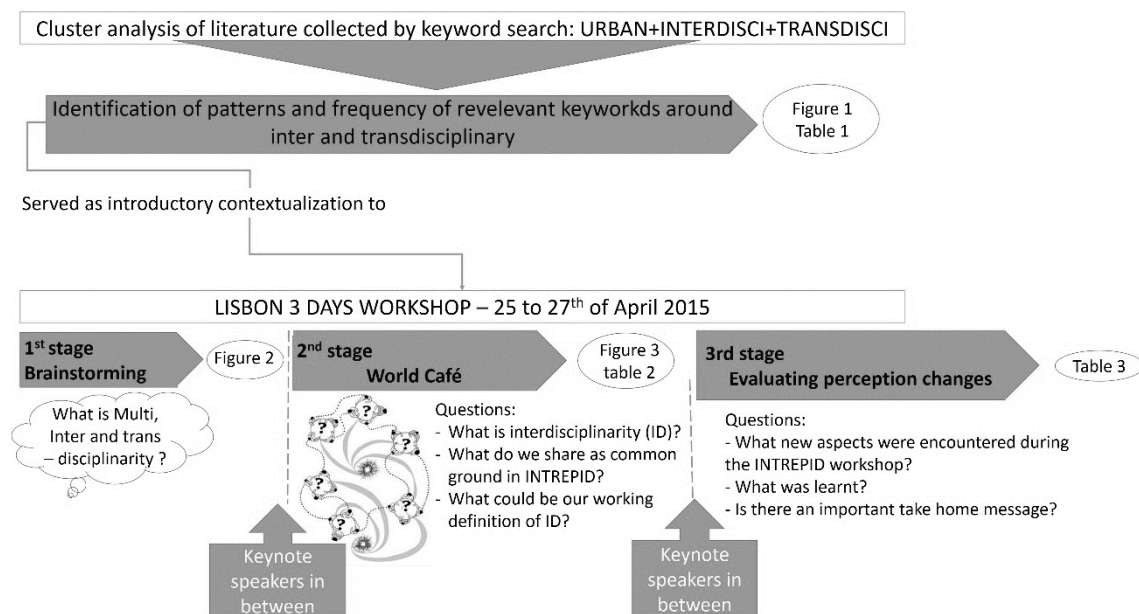 Cluster analysis of literature collected by keyword search: URBAN+INTERDISCI+TRANSDISCI
Identification of patterns and frequency of revelevant keyworkds around
inter and transdisciplinary
Figure 1
Table 1
Served as introductory contextualization to
LISBON 3 DAYS WORKSHOP – 25 to 27th of April 2015
1st stage
Brainstorming
Figure 2
What is Multi,
Inter and trans
– disciplinarity ?
2nd stage
World Café
Figure 3
table 2
Questions:
- What is interdisciplinarity (ID)?
- What do we share as common
ground in INTREPID?
- What could be our working
definition of ID?
?
?
?
?
?
?
?
Keynote
speakers in
between
3rd stage
Evaluating perception changes
Table 3
Questions:
- What new aspects were encountered during
the INTREPID workshop?
- What was learnt?
- Is there an important take home message?
Keynote
speakers in
between